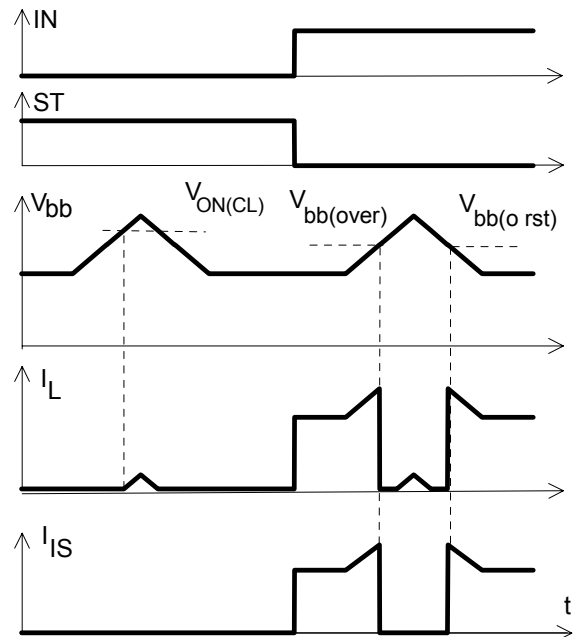 IN
ST
Vbb
VON(CL)
Vbb(over)
Vbb(o rst)
IL
IIS
t